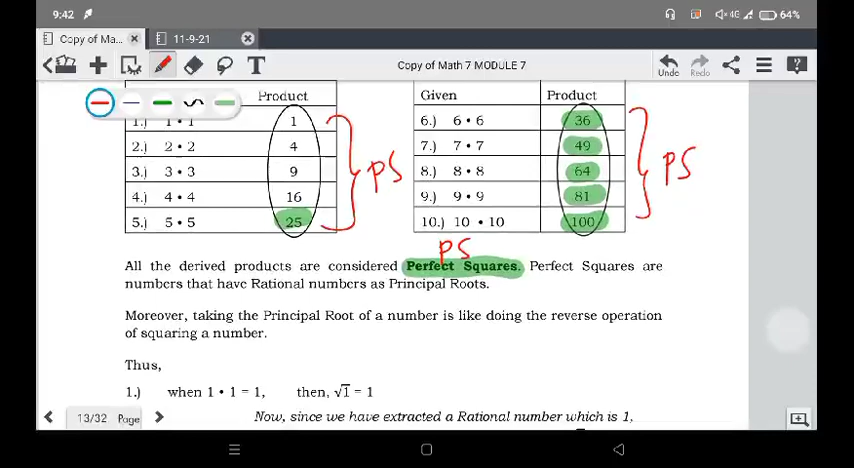 9:42 4G 64%
Copy of Ma... 11-9-21
T Copy of Math 7 MODULE 7 Undo Redo
Product
1.) 1 • 1 1
2.) 2 • 2 4
3.) 3 • 3 9
4.) 4 • 4 16
5.) 5 • 5 25
PS
Given Product
6.) 6 • 6 36
7.) 7 • 7 49
8.) 8 • 8 64
9.) 9 • 9 81
10.) 10 • 10 100
PS
PS
All the derived products are considered Perfect Squares. Perfect Squares are
numbers that have Rational numbers as Principal Roots.
Moreover, taking the Principal Root of a number is like doing the reverse operation
of squaring a number.
Thus,
1.) when 1 • 1 = 1, then, √1 = 1
Now, since we have extracted a Rational number which is 1,
13/32 Page